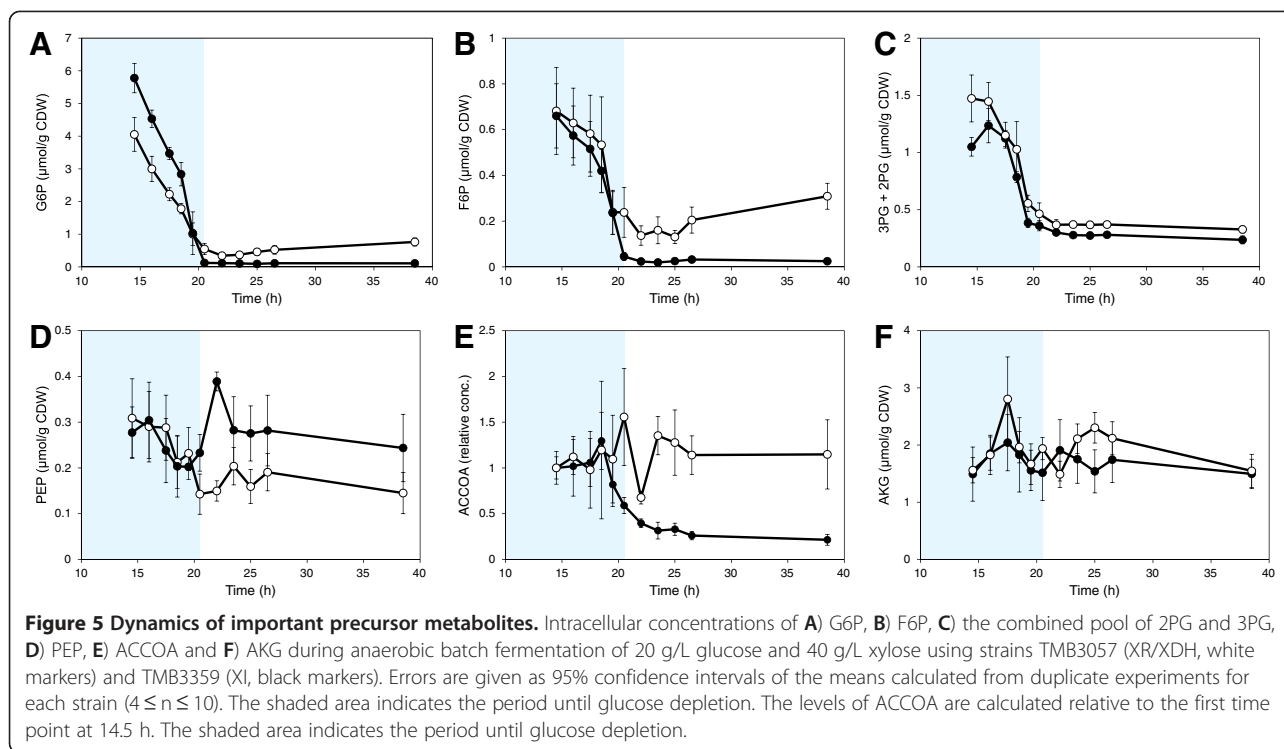 A
G6P (µmol/g CDW)
7
6
5
4
3
2
1
0
10 15 20 25 30 35 40
Time (h)
B
F6P (µmol/g CDW)
1
0.8
0.6
0.4
0.2
0
10 15 20 25 30 35 40
Time (h)
C
3PG + 2PG (µmol/g CDW)
2
1.5
1
0.5
0
10 15 20 25 30 35 40
Time (h)
D
PEP (µmol/g CDW)
0.5
0.4
0.3
0.2
0.1
0
10 15 20 25 30 35 40
Time (h)
E
ACCOA (relative conc.)
2.5
2
1.5
1
0.5
0
10 15 20 25 30 35 40
Time (h)
F
AKG (µmol/g CDW)
4
3
2
1
0
10 15 20 25 30 35 40
Time (h)
Figure 5 Dynamics of important precursor metabolites. Intracellular concentrations of A) G6P, B) F6P, C) the combined pool of 2PG and 3PG,
D) PEP, E) ACCOA and F) AKG during anaerobic batch fermentation of 20 g/L glucose and 40 g/L xylose using strains TMB3057 (XR/XDH, white
markers) and TMB3359 (XI, black markers). Errors are given as 95% confidence intervals of the means calculated from duplicate experiments for
each strain (4 ≤ n ≤ 10). The shaded area indicates the period until glucose depletion. The levels of ACCOA are calculated relative to the first time
point at 14.5 h. The shaded area indicates the period until glucose depletion.